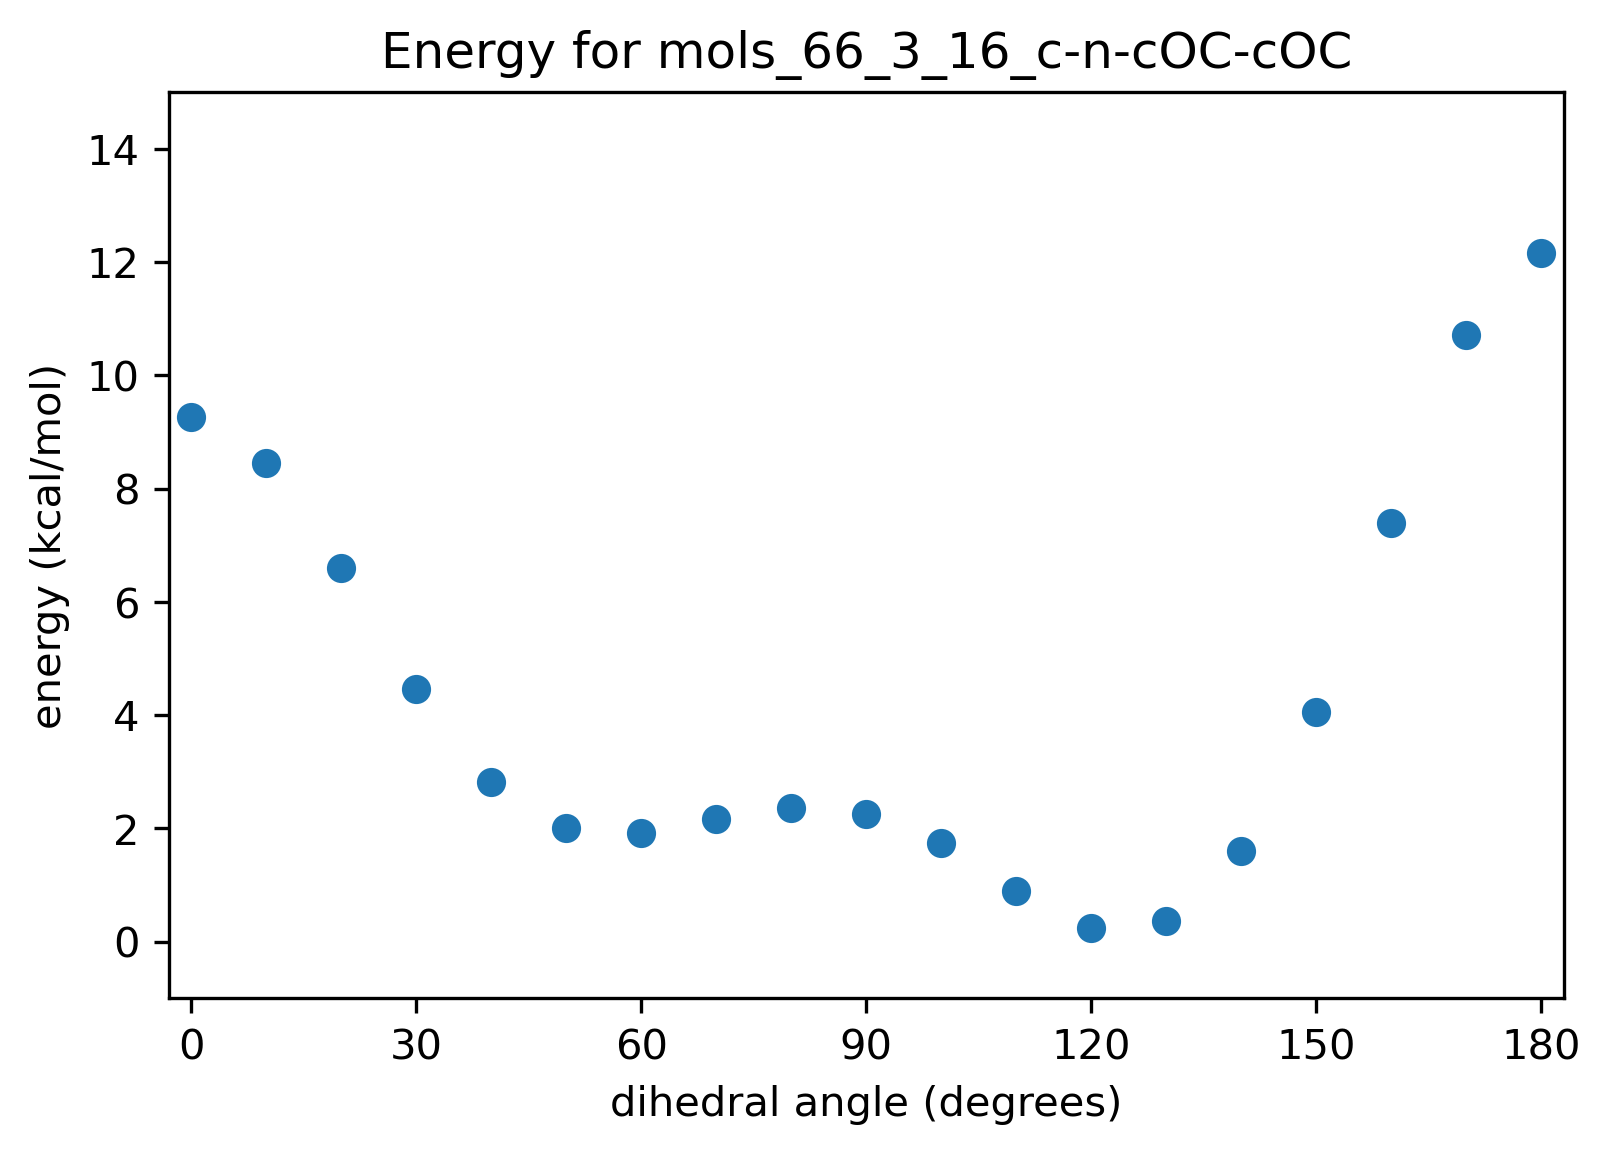 Energy for mols_66_3_16_c-n-cOC-cOC
14
12
10
8
6
4
2
0
energy (kcal/mol)
0 30 60 90 120 150 180
dihedral angle (degrees)